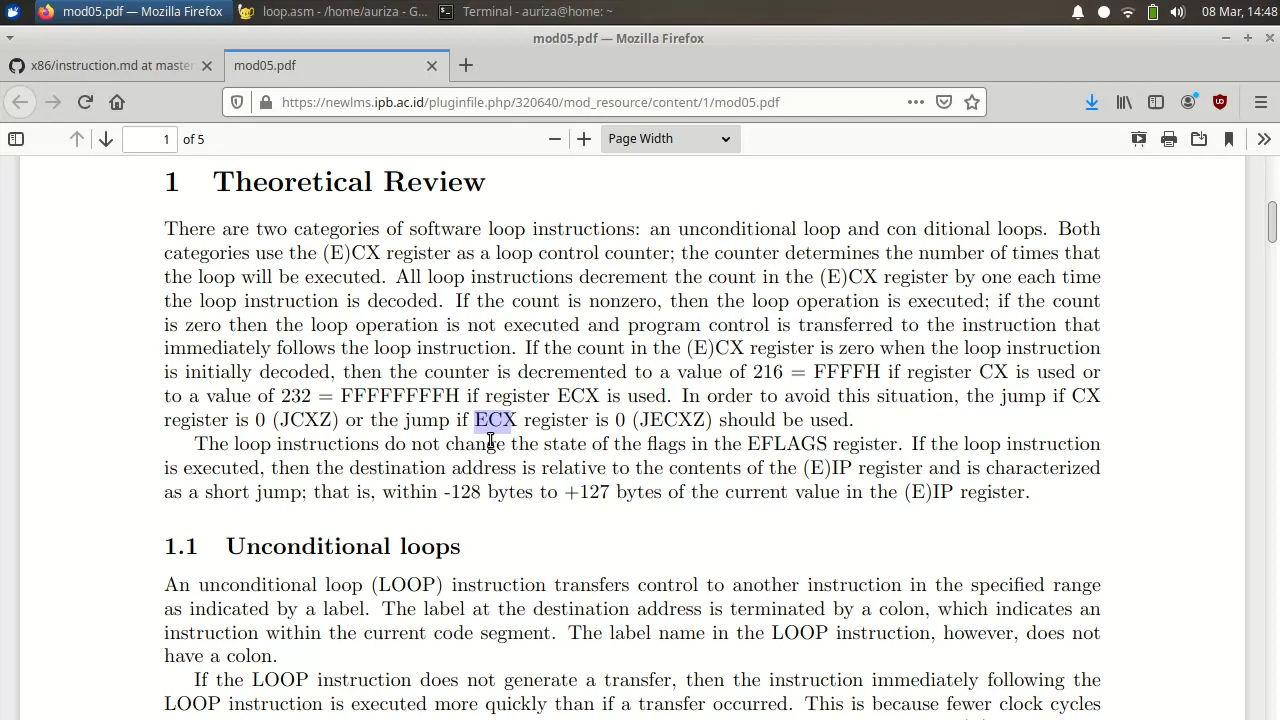 mod05.pdf — Mozilla Firefox
loop.asm - /home/auriza - G...
Terminal - auriza@home: ~
08 Mar, 14:48
mod05.pdf — Mozilla Firefox
x86/instruction.md at master
mod05.pdf
https://newlms.ipb.ac.id/pluginfile.php/320640/mod_resource/content/1/mod05.pdf
1 of 5
Page Width
1 Theoretical Review
There are two categories of software loop instructions: an unconditional loop and con ditional loops. Both
categories use the (E)CX register as a loop control counter; the counter determines the number of times that
the loop will be executed. All loop instructions decrement the count in the (E)CX register by one each time
the loop instruction is decoded. If the count is nonzero, then the loop operation is executed; if the count
is zero then the loop operation is not executed and program control is transferred to the instruction that
immediately follows the loop instruction. If the count in the (E)CX register is zero when the loop instruction
is initially decoded, then the counter is decremented to a value of 216 = FFFFH if register CX is used or
to a value of 232 = FFFFFFFFH if register ECX is used. In order to avoid this situation, the jump if CX
register is 0 (JCXZ) or the jump if ECX register is 0 (JECXZ) should be used.
The loop instructions do not change the state of the flags in the EFLAGS register. If the loop instruction
is executed, then the destination address is relative to the contents of the (E)IP register and is characterized
as a short jump; that is, within -128 bytes to +127 bytes of the current value in the (E)IP register.
1.1 Unconditional loops
An unconditional loop (LOOP) instruction transfers control to another instruction in the specified range
as indicated by a label. The label at the destination address is terminated by a colon, which indicates an
instruction within the current code segment. The label name in the LOOP instruction, however, does not
have a colon.
If the LOOP instruction does not generate a transfer, then the instruction immediately following the
LOOP instruction is executed more quickly than if a transfer occurred. This is because fewer clock cycles